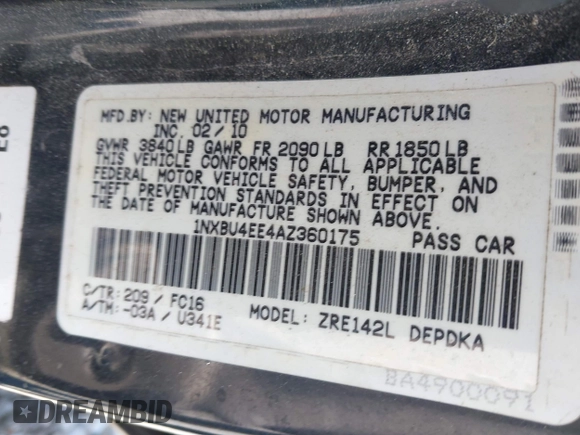 MFD.BY: NEW UNITED MOTOR MANUFACTURING
INC. 02/10
GVWR 3840LB GAWR FR 2090LB RR 1850LB
THIS VEHICLE CONFORMS TO ALL APPLICABLE
FEDERAL MOTOR VEHICLE SAFETY, BUMPER, AND
THEFT PREVENTION STANDARDS IN EFFECT ON
THE DATE OF MANUFACTURE SHOWN ABOVE.
1NXBU4EE4AZ360175 PASS CAR
C/TR: 209 / FC16
A/TM: -03A / U341E
MODEL: ZRE142L DEPDKA
BA4900091
DREAMBID